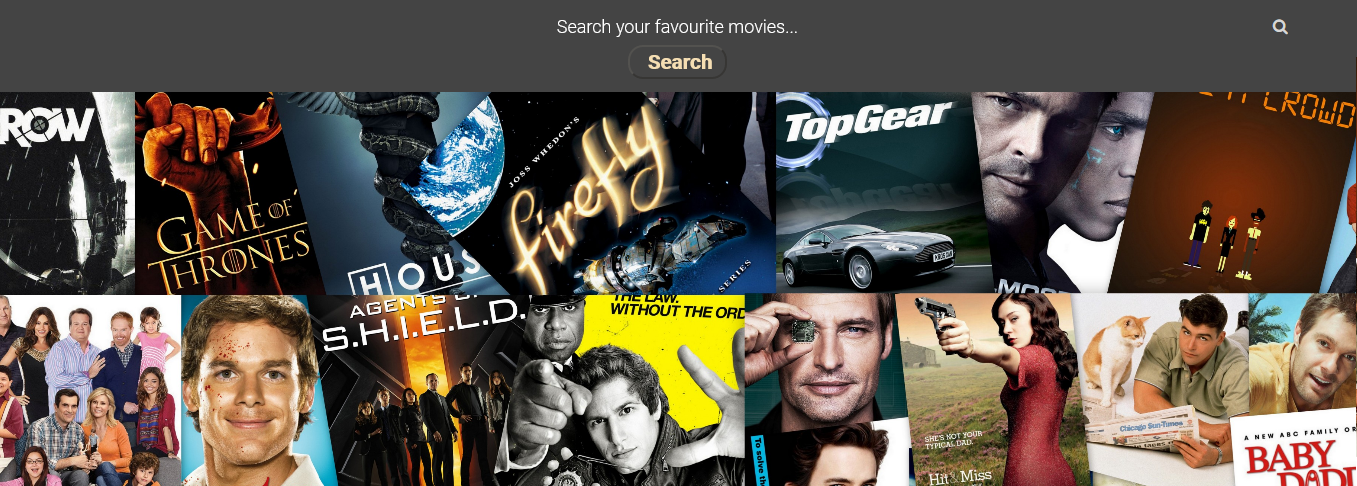 Search your favourite movies...
Search
ROW
GAME OF
THRONES
HOUS
JOSS WHEDON'S
firefly
SERIES
TopGear
CROWD
AGENTS OF
S.H.I.E.L.D.
THE LAW.
WITHOUT THE ORD
To solve th
SHE'S NOT YOUR
TYPICAL DAD.
Hit & Miss
Chicago Sun-Times
A NEW ABC FAMILY OR
BABY
DADD